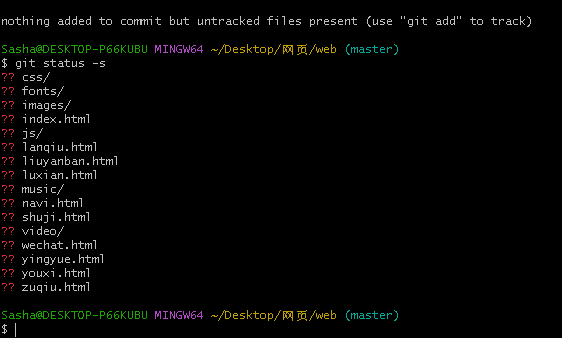 nothing added to commit but untracked files present (use "git add" to track)
Sasha@DESKTOP-P66KUBU MINGW64 ~/Desktop/网页/web (master)
$ git status -s
?? css/
?? fonts/
?? images/
?? index.html
?? js/
?? lanqiu.html
?? liuyanban.html
?? luxian.html
?? music/
?? navi.html
?? shuji.html
?? video/
?? wechat.html
?? yingyue.html
?? youxi.html
?? zuqiu.html
Sasha@DESKTOP-P66KUBU MINGW64 ~/Desktop/网页/web (master)
$